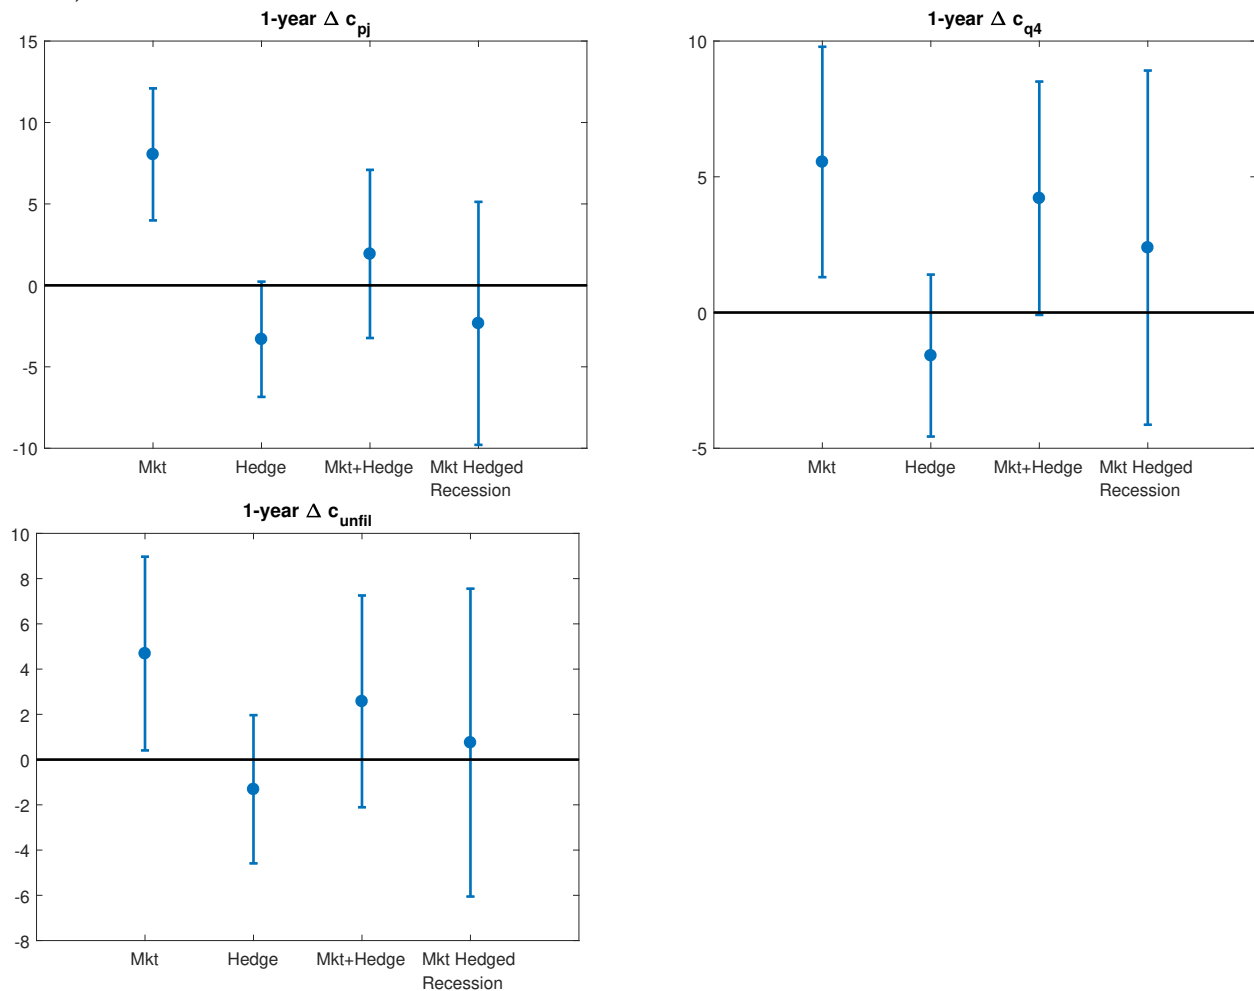 1-year Δ c_pj
15
10
5
0
-5
-10
Mkt
Hedge
Mkt+Hedge
Mkt Hedged
Recession
1-year Δ c_q4
10
5
0
-5
Mkt
Hedge
Mkt+Hedge
Mkt Hedged
Recession
1-year Δ c_unfil
10
8
6
4
2
0
-2
-4
-6
-8
Mkt
Hedge
Mkt+Hedge
Mkt Hedged
Recession